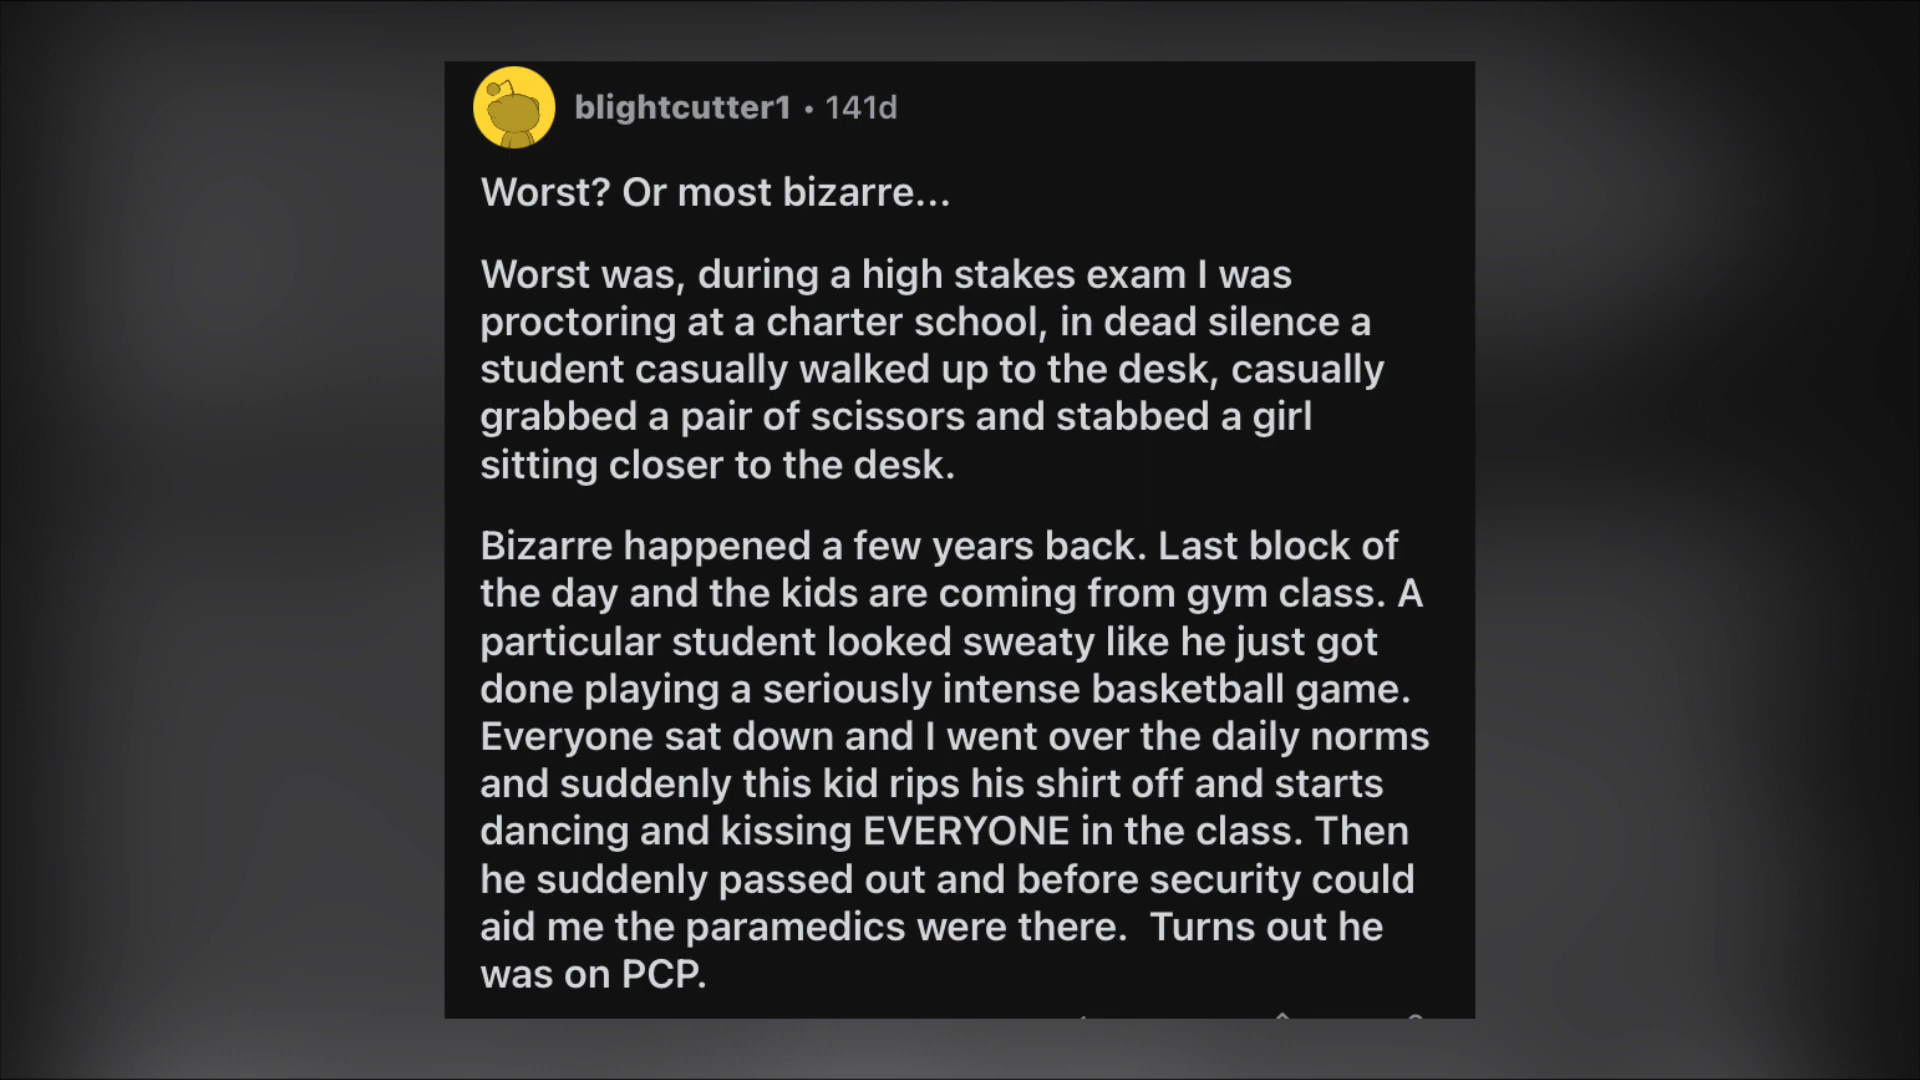 blightcutter1 • 141d
Worst? Or most bizarre...
Worst was, during a high stakes exam I was
proctoring at a charter school, in dead silence a
student casually walked up to the desk, casually
grabbed a pair of scissors and stabbed a girl
sitting closer to the desk.
Bizarre happened a few years back. Last block of
the day and the kids are coming from gym class. A
particular student looked sweaty like he just got
done playing a seriously intense basketball game.
Everyone sat down and I went over the daily norms
and suddenly this kid rips his shirt off and starts
dancing and kissing EVERYONE in the class. Then
he suddenly passed out and before security could
aid me the paramedics were there.  Turns out he
was on PCP.